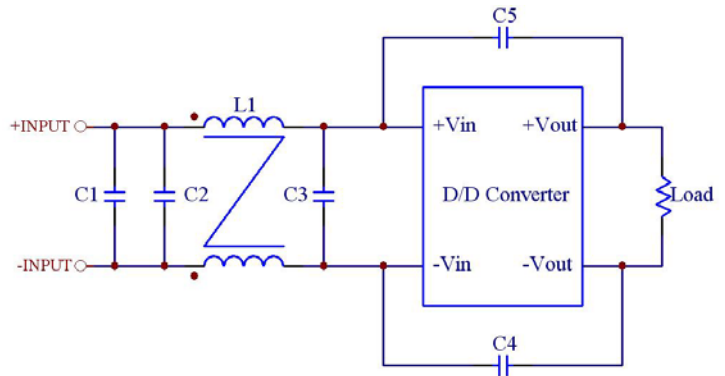 C5
L1
+INPUT
+Vin
+Vout
C1
C2
C3
D/D Converter
Load
-INPUT
-Vin
-Vout
C4